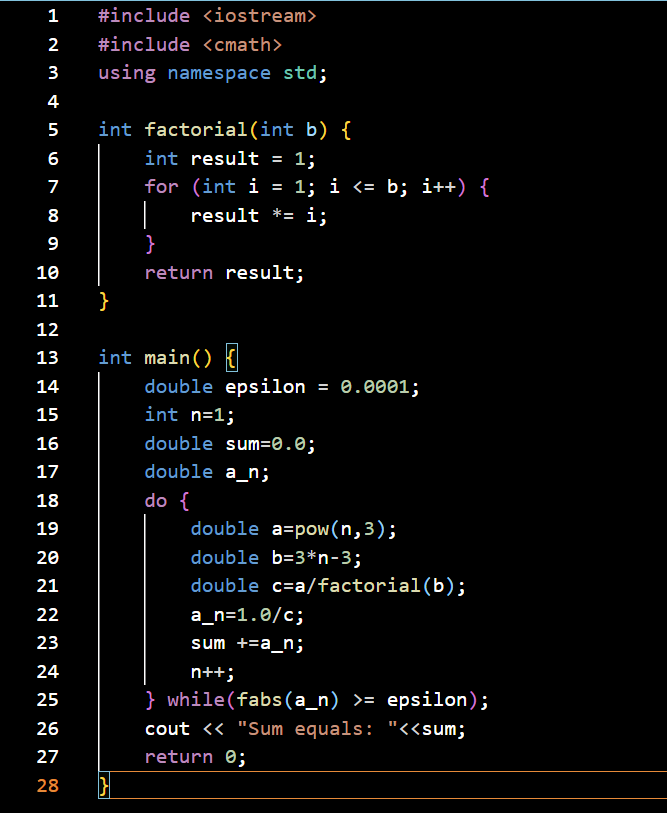 1 #include <iostream>
2 #include <cmath>
3 using namespace std;
4
5 int factorial(int b) {
6     int result = 1;
7     for (int i = 1; i <= b; i++) {
8         result *= i;
9     }
10     return result;
11 }
12
13 int main() {
14     double epsilon = 0.0001;
15     int n=1;
16     double sum=0.0;
17     double a_n;
18     do {
19         double a=pow(n,3);
20         double b=3*n-3;
21         double c=a/factorial(b);
22         a_n=1.0/c;
23         sum +=a_n;
24         n++;
25     } while(fabs(a_n) >= epsilon);
26     cout << "Sum equals: "<<sum;
27     return 0;
28 }